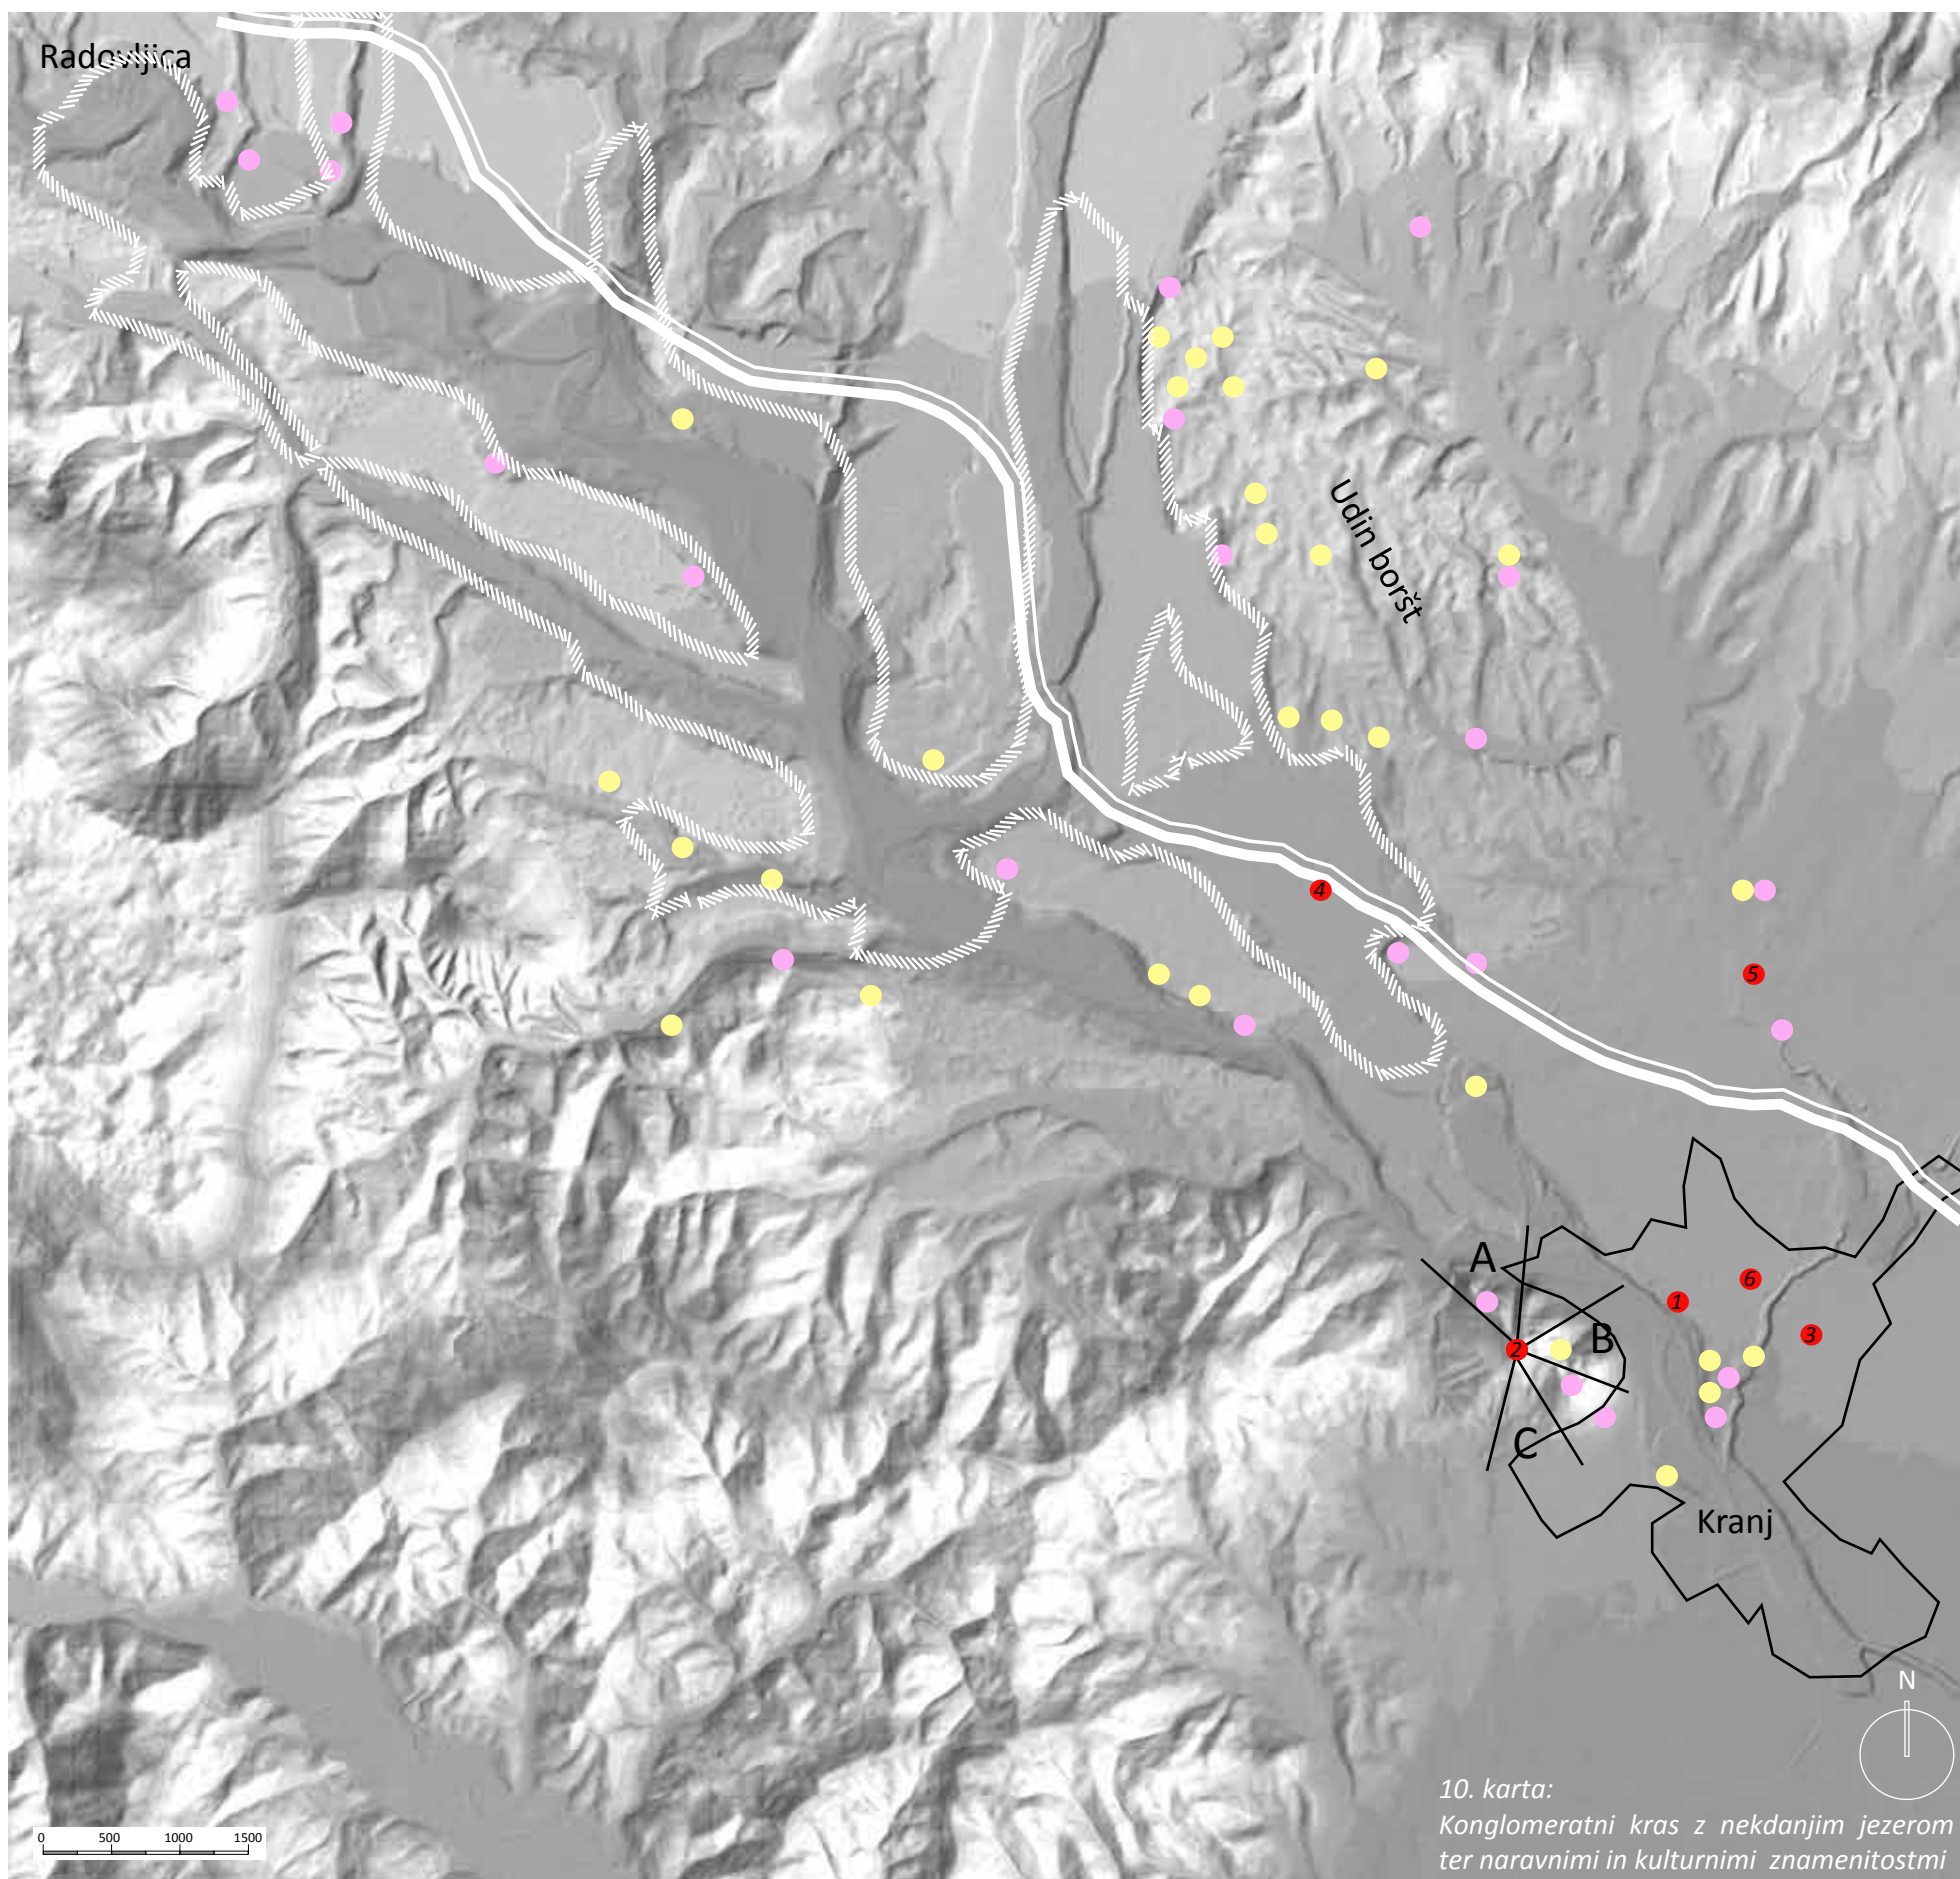 Radovljica
Udin boršt
4
5
A
6
1
B
3
2
C
Kranj
N
10. karta:
Konglomeratni kras z nekdanjim jezerom
ter naravnimi in kulturnimi znamenitostmi
0 500 1000 1500